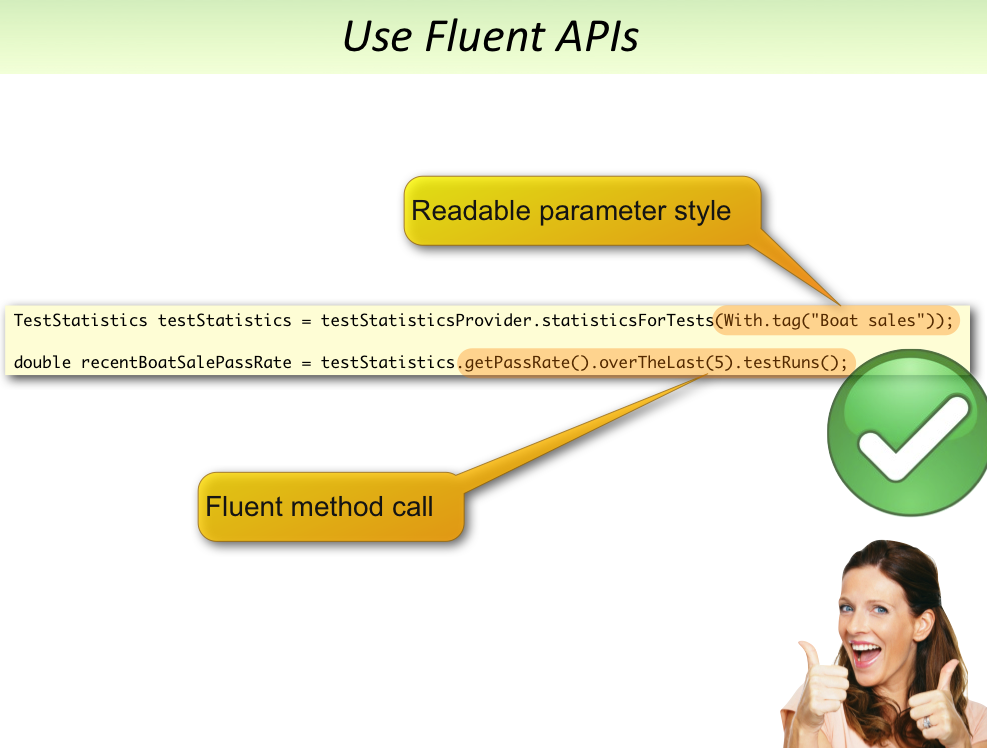 Use Fluent APIs
Readable parameter style
TestStatistics testStatistics = testStatisticsProvider.statisticsForTests(With.tag("Boat sales"));
double recentBoatSalePassRate = testStatistics.getPassRate().overTheLast(5).testRuns();
Fluent method call